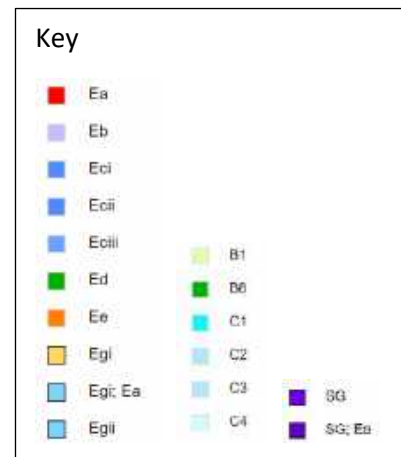 Key
Ea
Eb
Eci
Ecii
Eciii
Ed
Ee
Egi
Egi; Ea
Egii
B1
B8
C1
C2
C3
C4
SG
SG; Ea